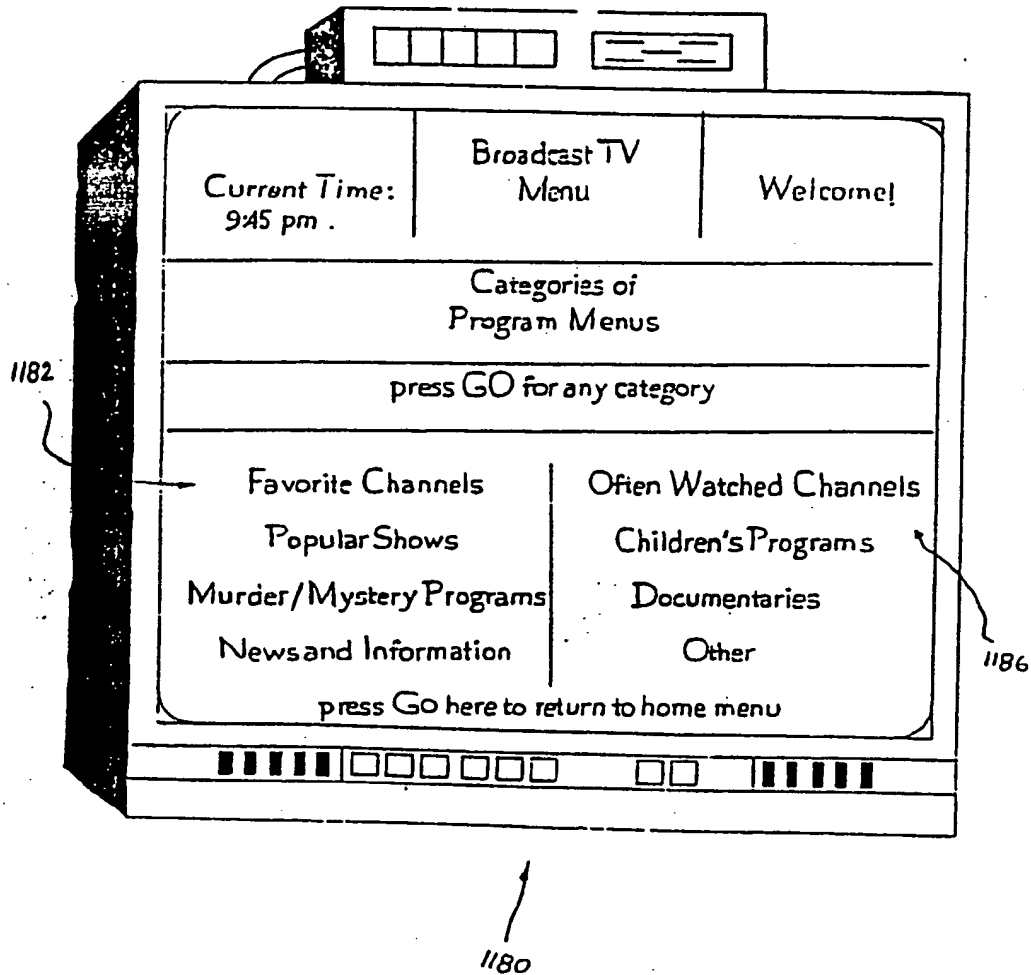 Current Time:
9:45 pm .
Broadcast TV
Menu
Welcome!
Categories of
Program Menus
press GO for any category
1182
Favorite Channels
Popular Shows
Murder/Mystery Programs
News and Information
Often Watched Channels
Children's Programs
Documentaries
Other
1186
press Go here to return to home menu
1180